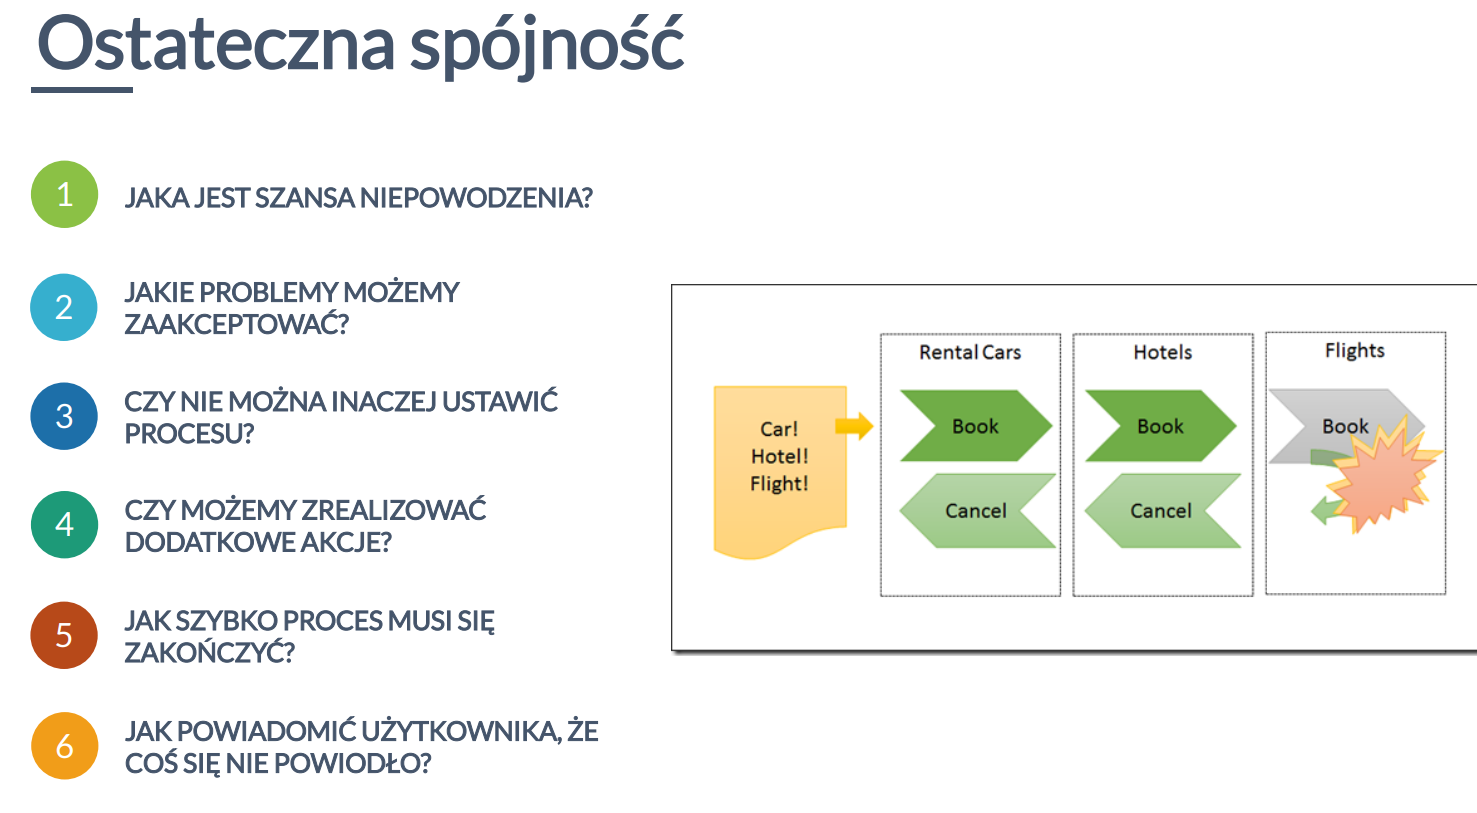 Ostateczna spójność
1
JAKA JEST SZANSA NIEPOWODZENIA?
2
JAKIE PROBLEMY MOŻEMY
ZAAKCEPTOWAĆ?
3
CZY NIE MOŻNA INACZEJ USTAWIĆ
PROCESU?
4
CZY MOŻEMY ZREALIZOWAĆ
DODATKOWE AKCJE?
5
JAK SZYBKO PROCES MUSI SIĘ
ZAKOŃCZYĆ?
6
JAK POWIADOMIĆ UŻYTKOWNIKA, ŻE
COŚ SIĘ NIE POWIODŁO?
Car!
Hotel!
Flight!
Rental Cars
Book
Cancel
Hotels
Book
Cancel
Flights
Book